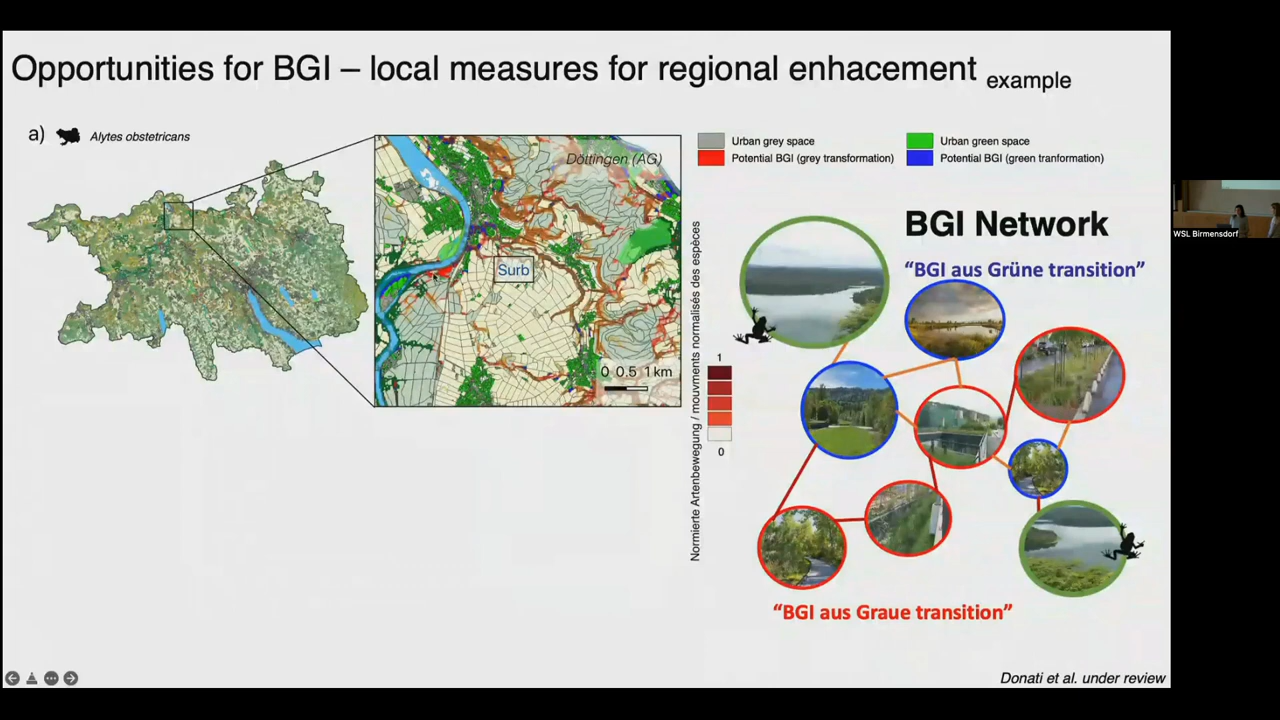 Opportunities for BGI – local measures for regional enhacement example
a) Alytes obstetricans
Döttingen (AG)
Surb
0 0.5 1 km
Urban grey space
Potential BGI (grey transformation)
Urban green space
Potential BGI (green tranformation)
Normierte Artenbewegung / mouvments normalisés des espèces
1
0
BGI Network
“BGI aus Grüne transition”
“BGI aus Graue transition”
Donati et al. under review
WSL Birmensdorf